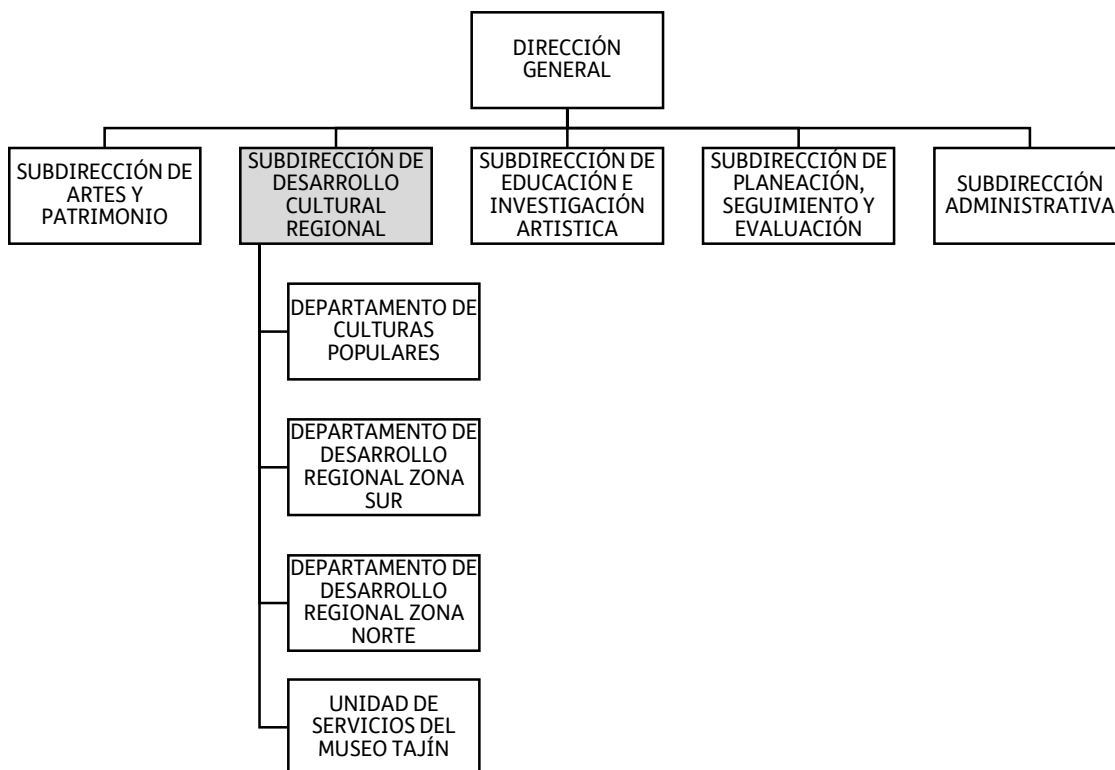 DIRECCIÓN
GENERAL
SUBDIRECCIÓN DE
ARTES Y
PATRIMONIO
SUBDIRECCIÓN DE
DESARROLLO
CULTURAL
REGIONAL
SUBDIRECCIÓN DE
EDUCACIÓN E
INVESTIGACIÓN
ARTISTICA
SUBDIRECCIÓN DE
PLANEACIÓN,
SEGUIMIENTO Y
EVALUACIÓN
SUBDIRECCIÓN
ADMINISTRATIVA
DEPARTAMENTO DE
CULTURAS
POPULARES
DEPARTAMENTO DE
DESARROLLO
REGIONAL ZONA
SUR
DEPARTAMENTO DE
DESARROLLO
REGIONAL ZONA
NORTE
UNIDAD DE
SERVICIOS DEL
MUSEO TAJÍN